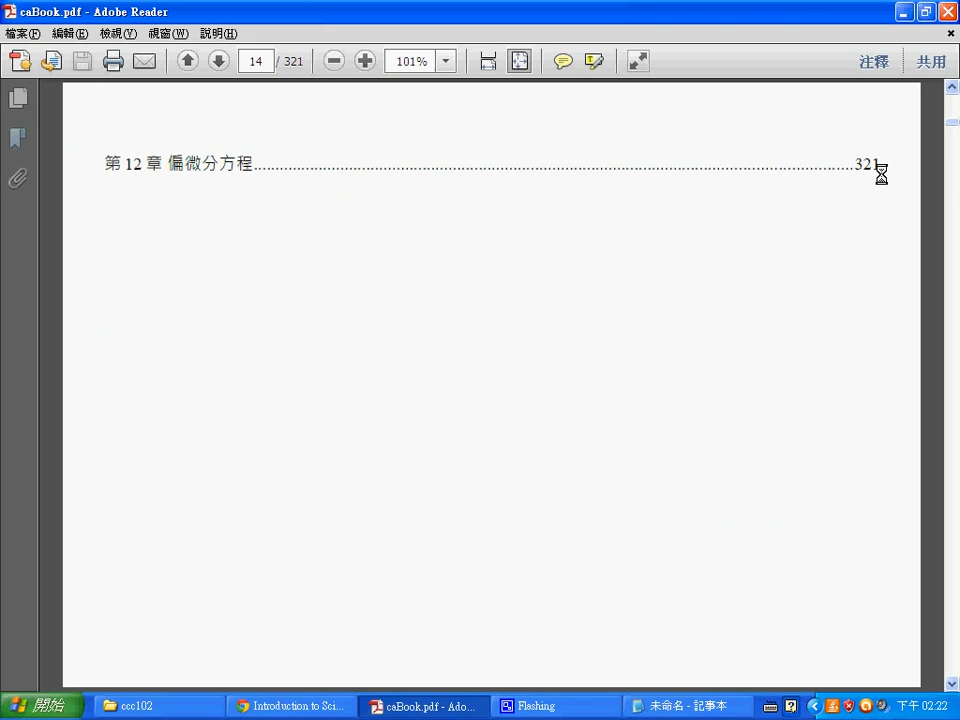 caBook.pdf - Adobe Reader
檔案(F) 編輯(E) 檢視(V) 視窗(W) 說明(H)
14 / 321 101% 注釋 共用
第 12 章 偏微分方程......................................................................................................................................321
開始 ccc102 Introduction to Sci... caBook.pdf - Ado... Flashing 未命名 - 記事本 下午 02:22